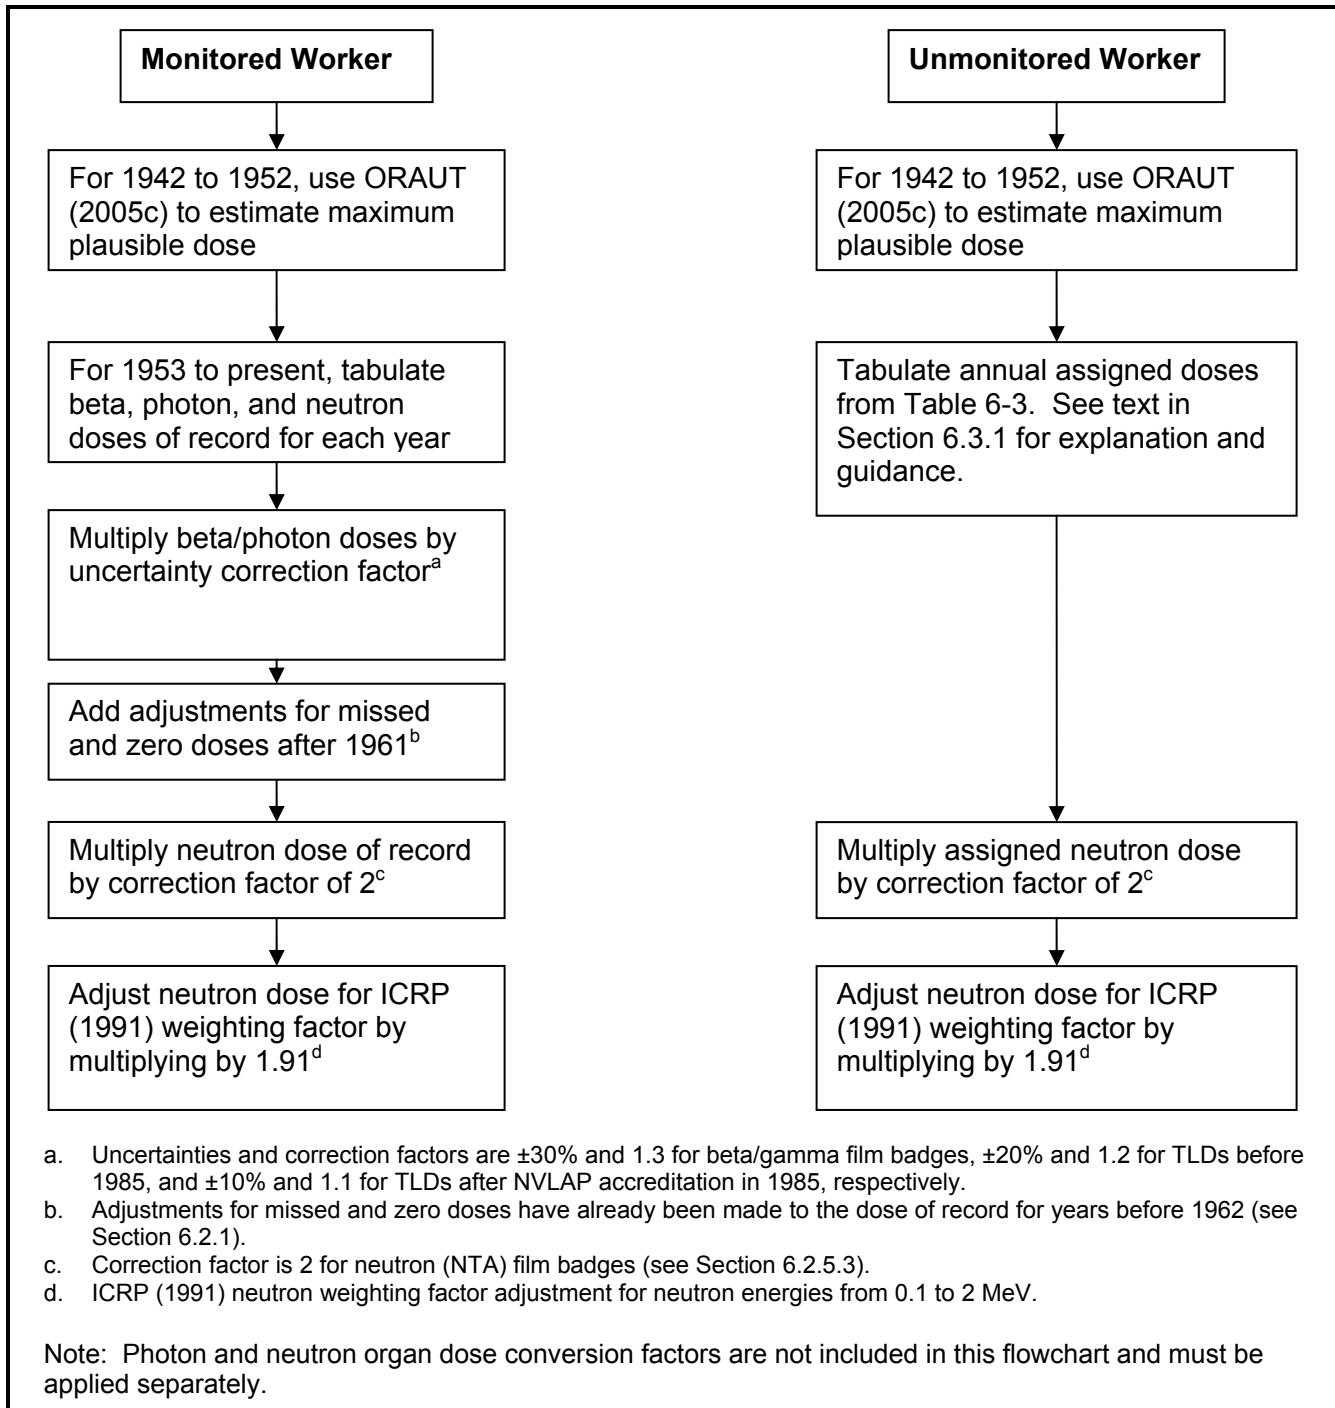 Monitored Worker
For 1942 to 1952, use ORAUT
(2005c) to estimate maximum
plausible dose
For 1953 to present, tabulate
beta, photon, and neutron
doses of record for each year
Multiply beta/photon doses by
uncertainty correction factorᵃ
Add adjustments for missed
and zero doses after 1961ᵇ
Multiply neutron dose of record
by correction factor of 2ᶜ
Adjust neutron dose for ICRP
(1991) weighting factor by
multiplying by 1.91ᵈ
Unmonitored Worker
For 1942 to 1952, use ORAUT
(2005c) to estimate maximum
plausible dose
Tabulate annual assigned doses
from Table 6-3.  See text in
Section 6.3.1 for explanation and
guidance.
Multiply assigned neutron dose
by correction factor of 2ᶜ
Adjust neutron dose for ICRP
(1991) weighting factor by
multiplying by 1.91ᵈ
a. Uncertainties and correction factors are ±30% and 1.3 for beta/gamma film badges, ±20% and 1.2 for TLDs before
1985, and ±10% and 1.1 for TLDs after NVLAP accreditation in 1985, respectively.
b. Adjustments for missed and zero doses have already been made to the dose of record for years before 1962 (see
Section 6.2.1).
c. Correction factor is 2 for neutron (NTA) film badges (see Section 6.2.5.3).
d. ICRP (1991) neutron weighting factor adjustment for neutron energies from 0.1 to 2 MeV.
Note:  Photon and neutron organ dose conversion factors are not included in this flowchart and must be
applied separately.